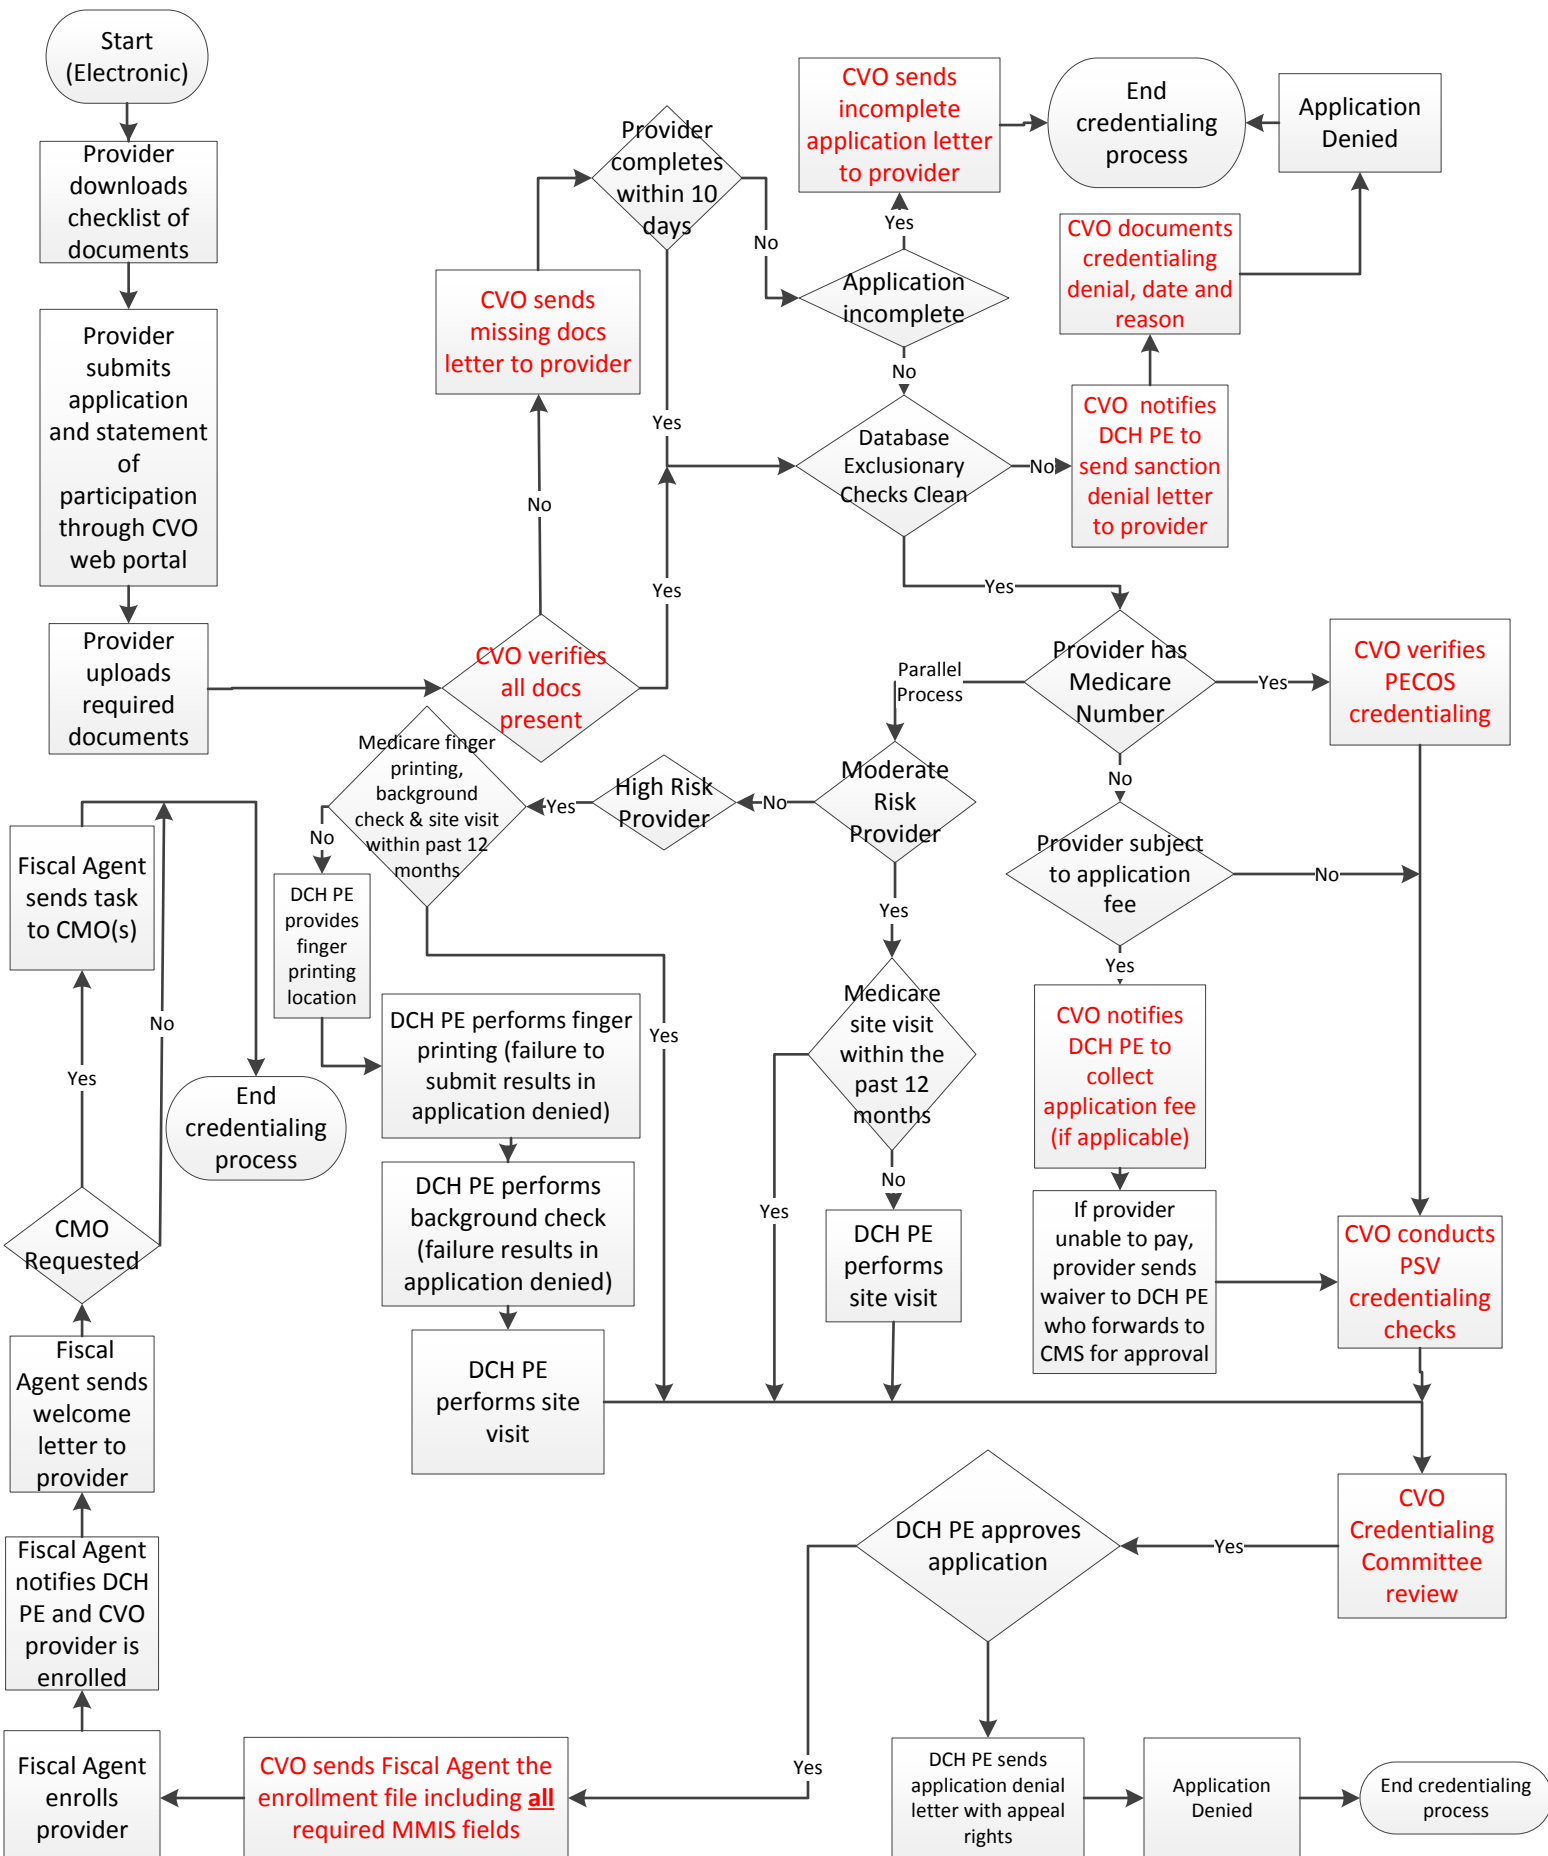 Start
(Electronic)
Provider
downloads
checklist of
documents
Provider
submits
application
and statement
of
participation
through CVO
web portal
Provider
uploads
required
documents
CVO verifies
all docs
present
No
Yes
CVO sends
missing docs
letter to provider
Provider
completes
within 10
days
No
Yes
Application
incomplete
Yes
No
CVO sends
incomplete
application letter
to provider
End
credentialing
process
Application
Denied
CVO documents
credentialing
denial, date and
reason
CVO  notifies
DCH PE to
send sanction
denial letter
to provider
Database
Exclusionary
Checks Clean
No
Yes
Provider has
Medicare
Number
Parallel
Process
Yes
No
CVO verifies
PECOS
credentialing
Provider subject
to application
fee
No
Yes
CVO notifies
DCH PE to
collect
application fee
(if applicable)
If provider
unable to pay,
provider sends
waiver to DCH PE
who forwards to
CMS for approval
CVO conducts
PSV
credentialing
checks
Moderate
Risk
Provider
No
Yes
High Risk
Provider
Yes
Medicare finger
printing,
background
check & site visit
within past 12
months
No
Yes
DCH PE
provides
finger
printing
location
DCH PE performs finger
printing (failure to
submit results in
application denied)
DCH PE performs
background check
(failure results in
application denied)
DCH PE
performs site
visit
Medicare
site visit
within the
past 12
months
Yes
No
DCH PE
performs
site visit
CVO
Credentialing
Committee
review
Yes
DCH PE approves
application
Yes
DCH PE sends
application denial
letter with appeal
rights
Application
Denied
End credentialing
process
CVO sends Fiscal Agent the
enrollment file including all
required MMIS fields
Fiscal Agent
enrolls
provider
Fiscal Agent
notifies DCH
PE and CVO
provider is
enrolled
Fiscal
Agent sends
welcome
letter to
provider
CMO
Requested
Yes
No
Fiscal Agent
sends task
to CMO(s)
End
credentialing
process